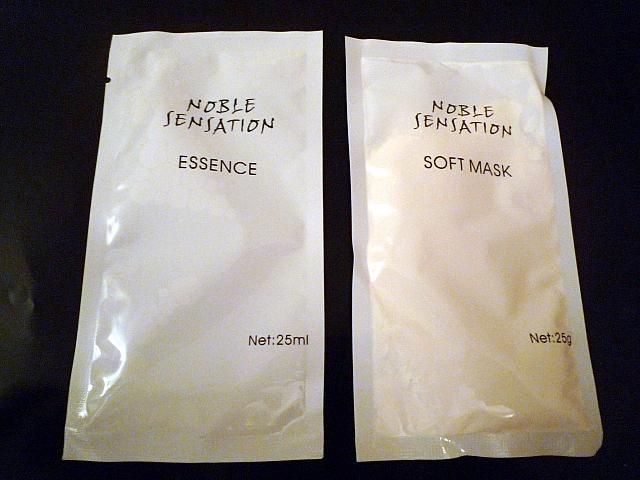 NOBLE
SENSATION
ESSENCE
Net:25ml
NOBLE
SENSATION
SOFT MASK
Net:25g